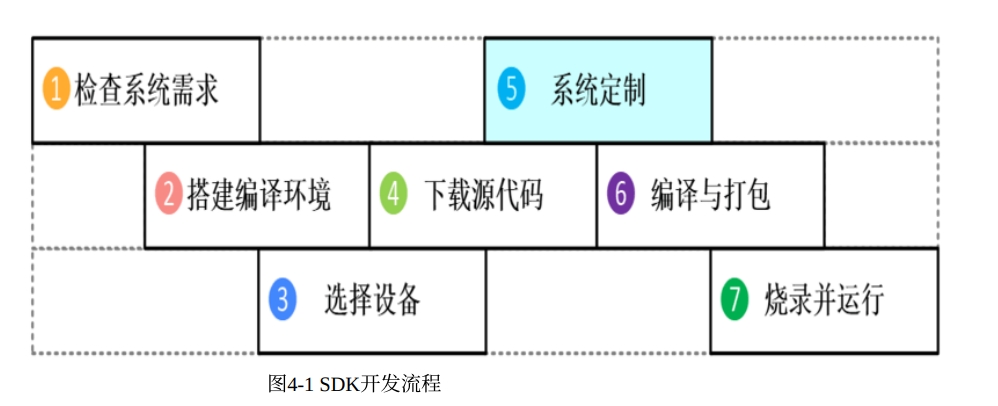 1 检查系统需求
5 系统定制
2 搭建编译环境
4 下载源代码
6 编译与打包
3 选择设备
7 烧录并运行
图4-1 SDK开发流程